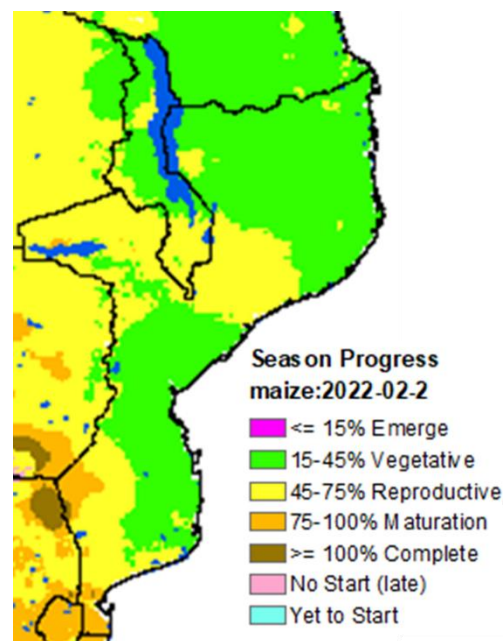 Season Progress
maize:2022-02-2
<= 15% Emerge
15-45% Vegetative
45-75% Reproductive
75-100% Maturation
>= 100% Complete
No Start (late)
Yet to Start